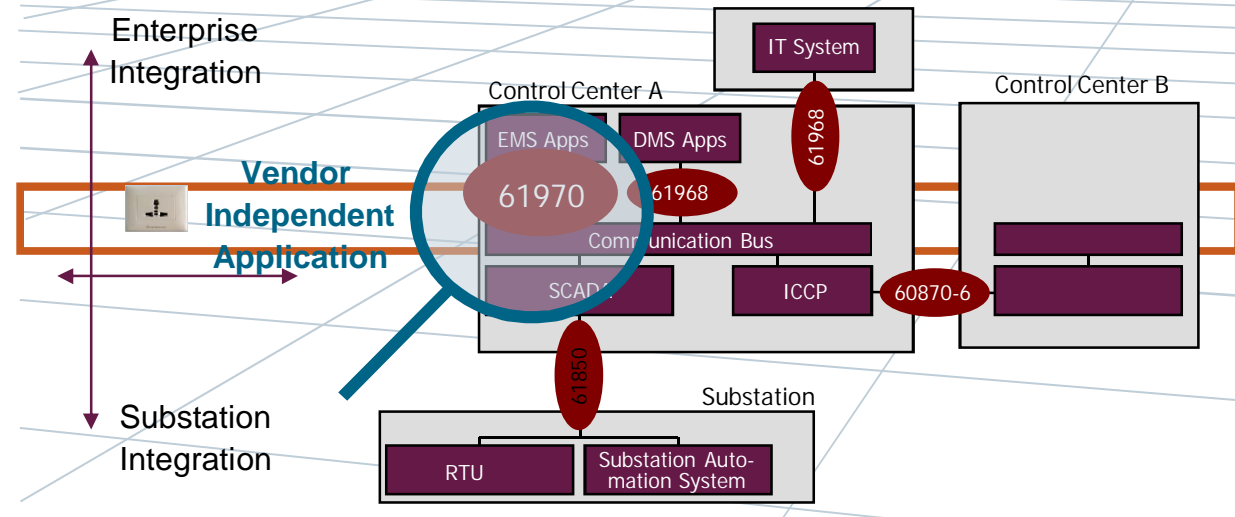 Enterprise
Integration
IT System
Control Center A
Control Center B
EMS Apps
DMS Apps
61968
61970
61968
Vendor
Independent
Application
Communication Bus
SCADA
ICCP
60870-6
61850
Substation
Substation
Integration
RTU
Substation Auto-
mation System